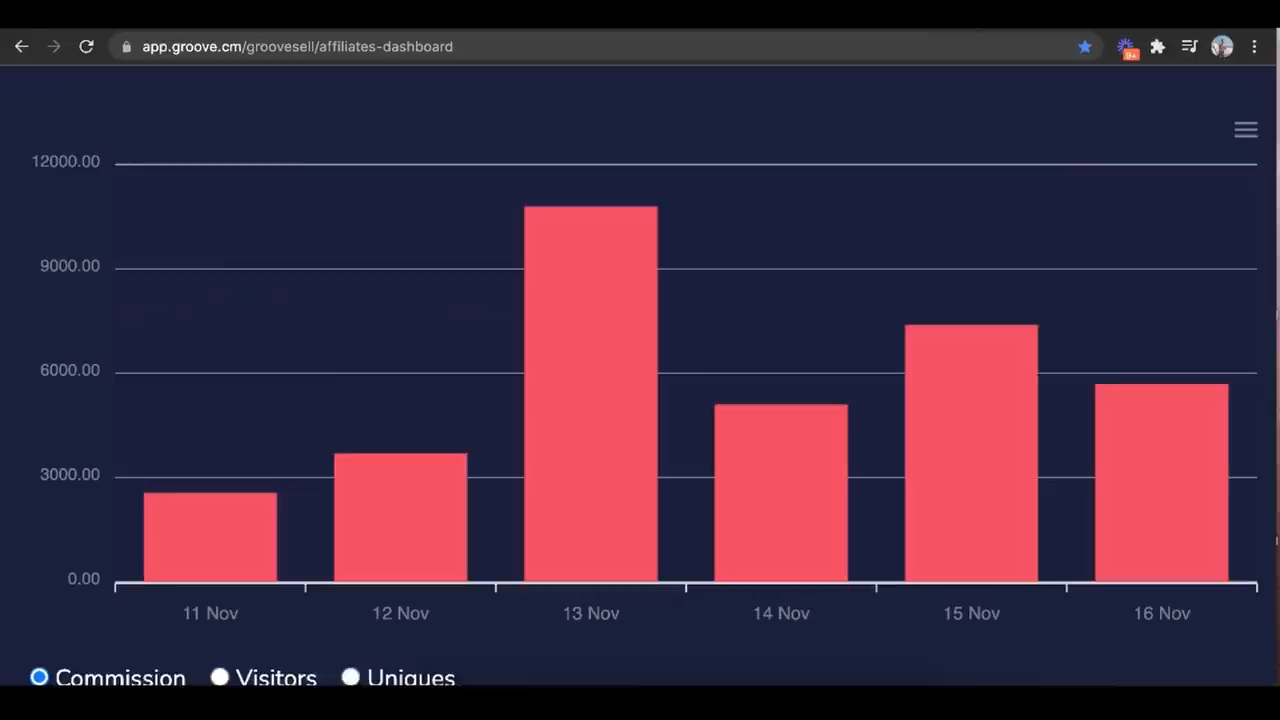 app.groove.cm/groovesell/affiliates-dashboard
9+
12000.00
9000.00
6000.00
3000.00
0.00
11 Nov 12 Nov 13 Nov 14 Nov 15 Nov 16 Nov
Commission Visitors Uniques